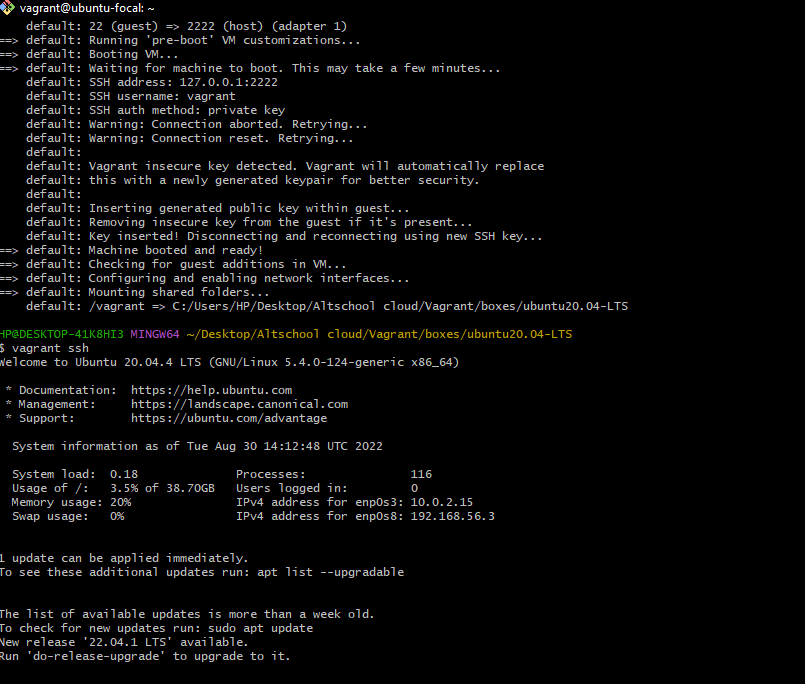 vagrant@ubuntu-focal: ~
default: 22 (guest) => 2222 (host) (adapter 1)
==> default: Running 'pre-boot' VM customizations...
==> default: Booting VM...
==> default: Waiting for machine to boot. This may take a few minutes...
default: SSH address: 127.0.0.1:2222
default: SSH username: vagrant
default: SSH auth method: private key
default: Warning: Connection aborted. Retrying...
default: Warning: Connection reset. Retrying...
default:
default: Vagrant insecure key detected. Vagrant will automatically replace
default: this with a newly generated keypair for better security.
default:
default: Inserting generated public key within guest...
default: Removing insecure key from the guest if it's present...
default: Key inserted! Disconnecting and reconnecting using new SSH key...
==> default: Machine booted and ready!
==> default: Checking for guest additions in VM...
==> default: Configuring and enabling network interfaces...
==> default: Mounting shared folders...
default: /vagrant => C:/Users/HP/Desktop/Altschool cloud/Vagrant/boxes/ubuntu20.04-LTS
HP@DESKTOP-41K8HI3 MINGW64 ~/Desktop/Altschool cloud/Vagrant/boxes/ubuntu20.04-LTS
$ vagrant ssh
Welcome to Ubuntu 20.04.4 LTS (GNU/Linux 5.4.0-124-generic x86_64)
* Documentation: https://help.ubuntu.com
* Management: https://landscape.canonical.com
* Support: https://ubuntu.com/advantage
System information as of Tue Aug 30 14:12:48 UTC 2022
System load: 0.18 Processes: 116
Usage of /: 3.5% of 38.70GB Users logged in: 0
Memory usage: 20% IPv4 address for enp0s3: 10.0.2.15
Swap usage: 0% IPv4 address for enp0s8: 192.168.56.3
1 update can be applied immediately.
To see these additional updates run: apt list --upgradable
The list of available updates is more than a week old.
To check for new updates run: sudo apt update
New release '22.04.1 LTS' available.
Run 'do-release-upgrade' to upgrade to it.